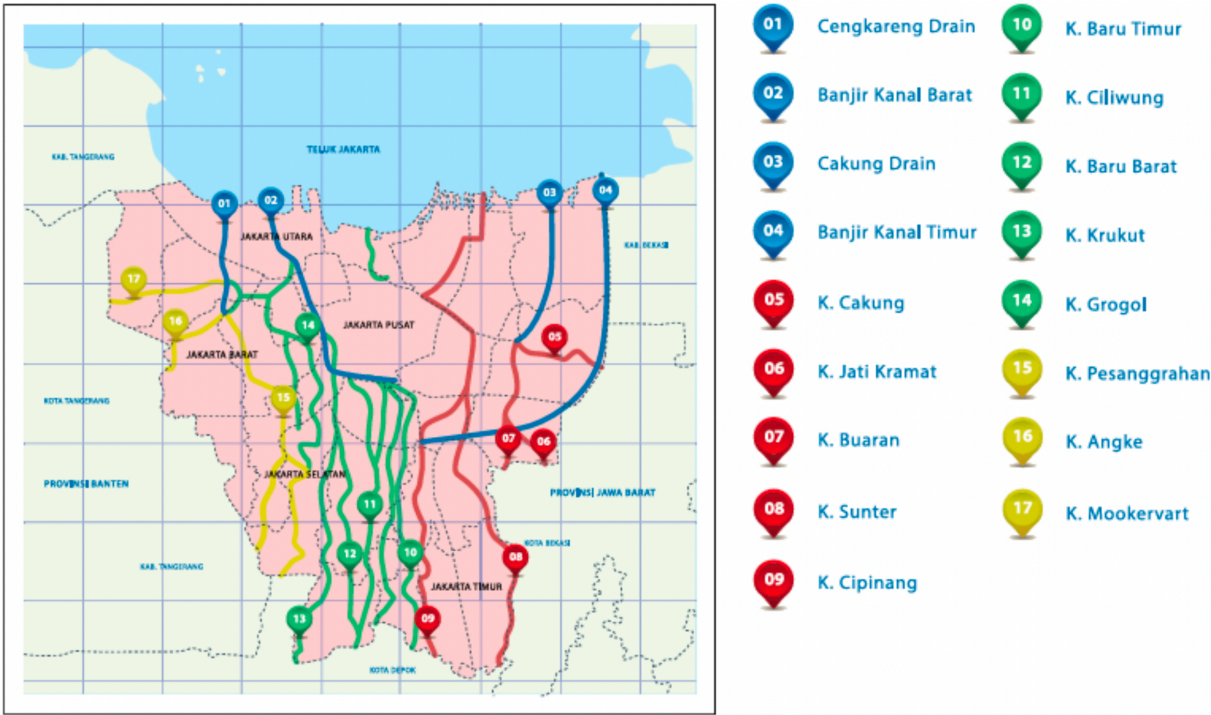 KAB. TANGERANG
TELUK JAKARTA
01
02
03
04
JAKARTA UTARA
KAB. BEKASI
17
16
14
JAKARTA PUSAT
05
JAKARTA BARAT
KOTA TANGERANG
15
07
06
JAKARTA SELATAN
PROVINSI BANTEN
PROVINSI JAWA BARAT
11
KOTA BEKASI
12
10
08
KAB. TANGERANG
JAKARTA TIMUR
13
09
KOTA DEPOK
01 Cengkareng Drain
02 Banjir Kanal Barat
03 Cakung Drain
04 Banjir Kanal Timur
05 K. Cakung
06 K. Jati Kramat
07 K. Buaran
08 K. Sunter
09 K. Cipinang
10 K. Baru Timur
11 K. Ciliwung
12 K. Baru Barat
13 K. Krukut
14 K. Grogol
15 K. Pesanggrahan
16 K. Angke
17 K. Mookervart